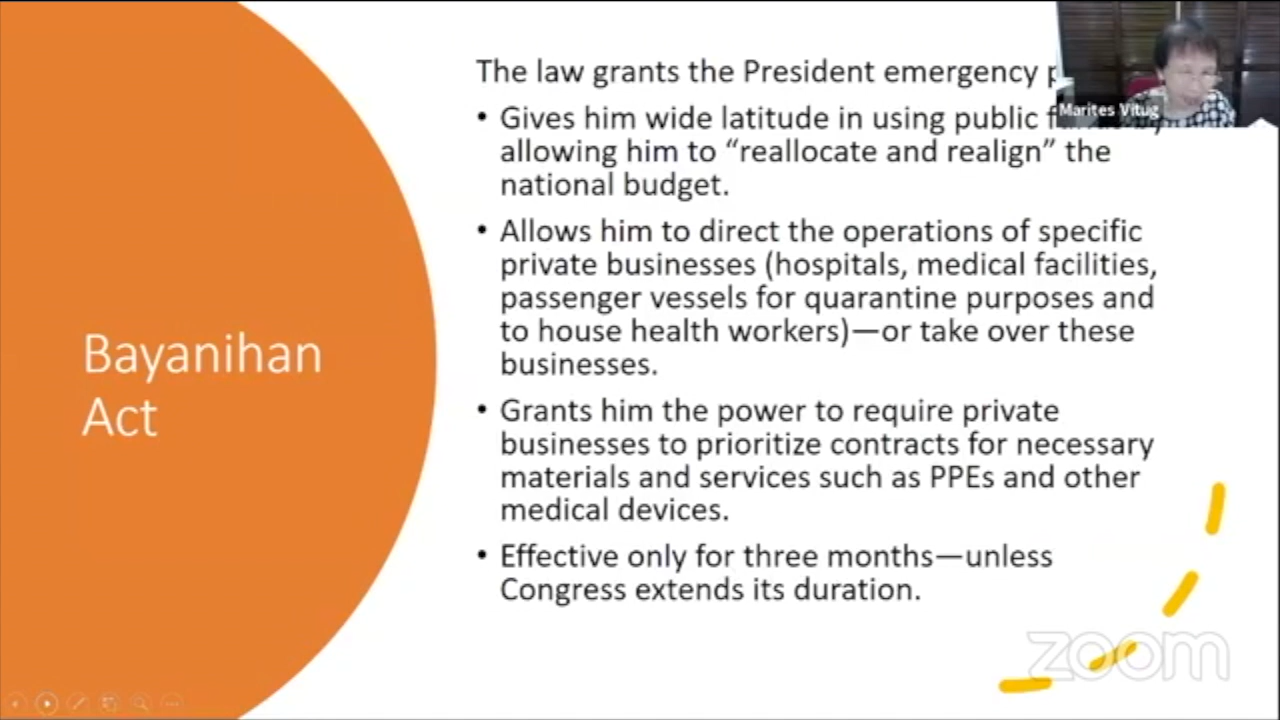 Bayanihan
Act
The law grants the President emergency
• Gives him wide latitude in using public
allowing him to “reallocate and realign” the
national budget.
• Allows him to direct the operations of specific
private businesses (hospitals, medical facilities,
passenger vessels for quarantine purposes and
to house health workers)—or take over these
businesses.
• Grants him the power to require private
businesses to prioritize contracts for necessary
materials and services such as PPEs and other
medical devices.
• Effective only for three months—unless
Congress extends its duration.
Marites Vitug
zoom